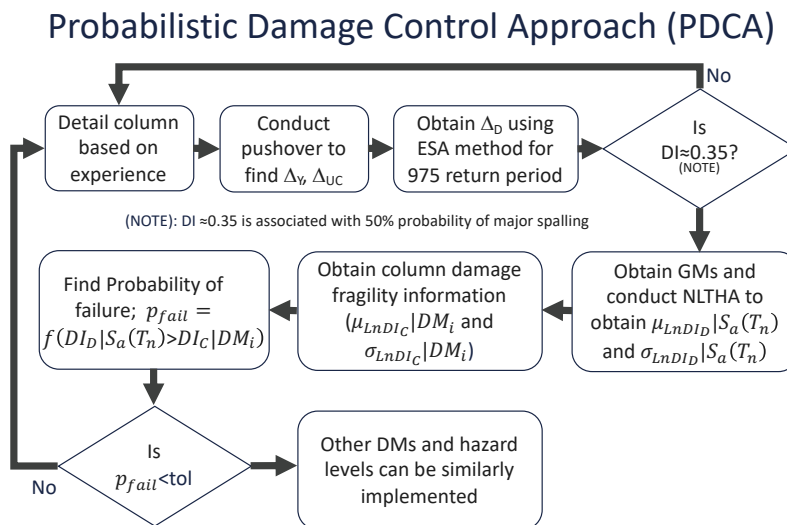 Probabilistic Damage Control Approach (PDCA)
No
Detail column
based on
experience
Conduct
pushover to
find Δ_Y, Δ_UC
Obtain Δ_D using
ESA method for
975 return period
Is
DI≈0.35?
(NOTE)
(NOTE): DI ≈0.35 is associated with 50% probability of major spalling
Find Probability of
failure; p_fail =
f(DI_D|S_a(T_n)>DI_C|DM_i)
Obtain column damage
fragility information
(μ_LnDI_C|DM_i and
σ_LnDI_C|DM_i)
Obtain GMs and
conduct NLTHA to
obtain μ_LnDI_D|S_a(T_n)
and σ_LnDI_D|S_a(T_n)
Is
p_fail<tol
No
Other DMs and hazard
levels can be similarly
implemented